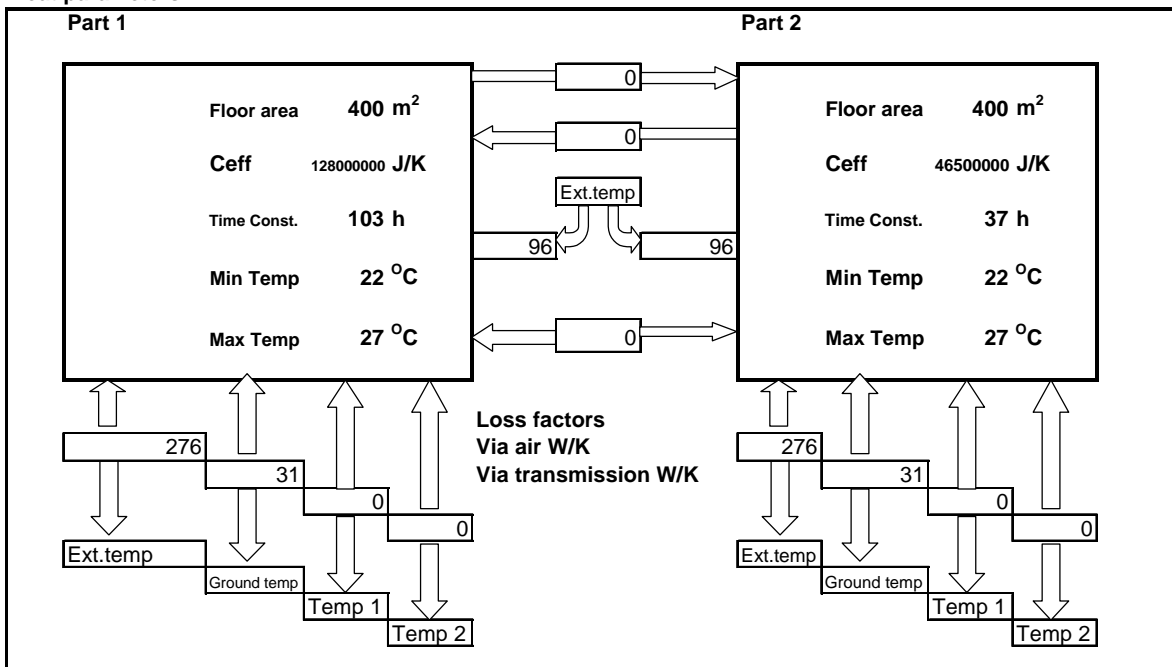 Part 1
Part 2
Floor area 400 m²
Ceff 128000000 J/K
Time Const. 103 h
Min Temp 22 ᴼC
Max Temp 27 ᴼC
0
0
Ext.temp
96
96
0
Floor area 400 m²
Ceff 46500000 J/K
Time Const. 37 h
Min Temp 22 ᴼC
Max Temp 27 ᴼC
Loss factors
Via air W/K
Via transmission W/K
276
31
0
0
Ext.temp
Ground temp
Temp 1
Temp 2
276
31
0
0
Ext.temp
Ground temp
Temp 1
Temp 2